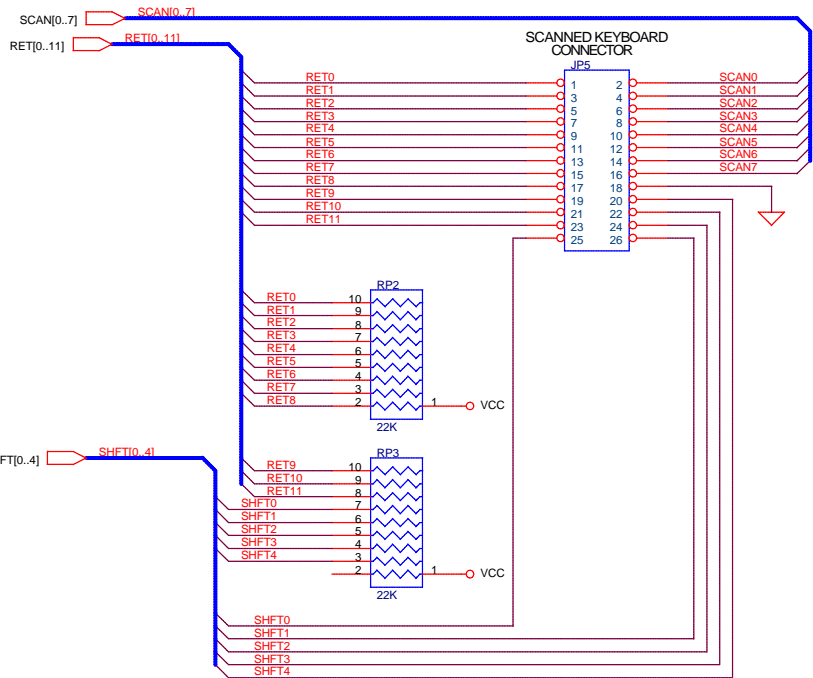 SCAN[0..7]
SCAN[0..7]
RET[0..11]
RET[0..11]
SCANNED KEYBOARD
CONNECTOR
JP5
RET0 1 2 SCAN0
RET1 3 4 SCAN1
RET2 5 6 SCAN2
RET3 7 8 SCAN3
RET4 9 10 SCAN4
RET5 11 12 SCAN5
RET6 13 14 SCAN6
RET7 15 16 SCAN7
RET8 17 18
RET9 19 20
RET10 21 22
RET11 23 24
25 26
RP2
RET0 10
RET1 9
RET2 8
RET3 7
RET4 6
RET5 5
RET6 4
RET7 3
RET8 2 1 VCC
22K
FT[0..4]
SHFT[0..4]
RP3
RET9 10
RET10 9
RET11 8
SHFT0 7
SHFT1 6
SHFT2 5
SHFT3 4
SHFT4 3
2 1 VCC
22K
SHFT0
SHFT1
SHFT2
SHFT3
SHFT4